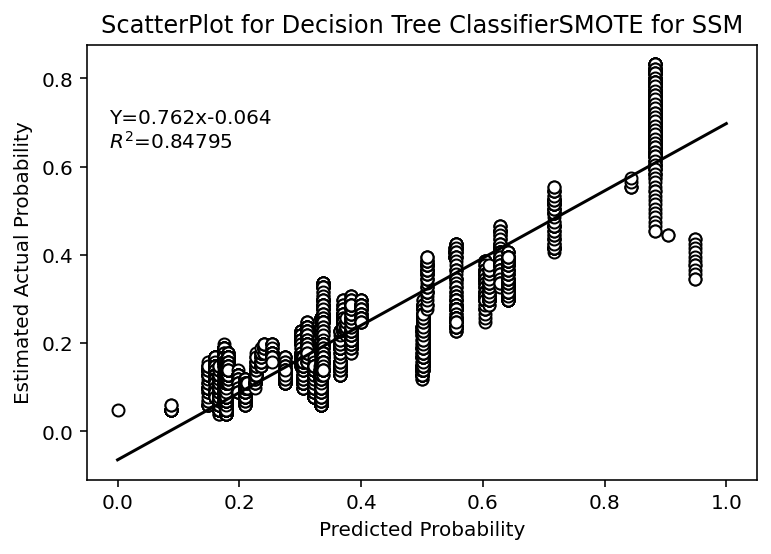 ScatterPlot for Decision Tree ClassifierSMOTE for SSM
Y=0.762x-0.064
R²=0.84795
Estimated Actual Probability
0.8
0.6
0.4
0.2
0.0
0.0 0.2 0.4 0.6 0.8 1.0
Predicted Probability